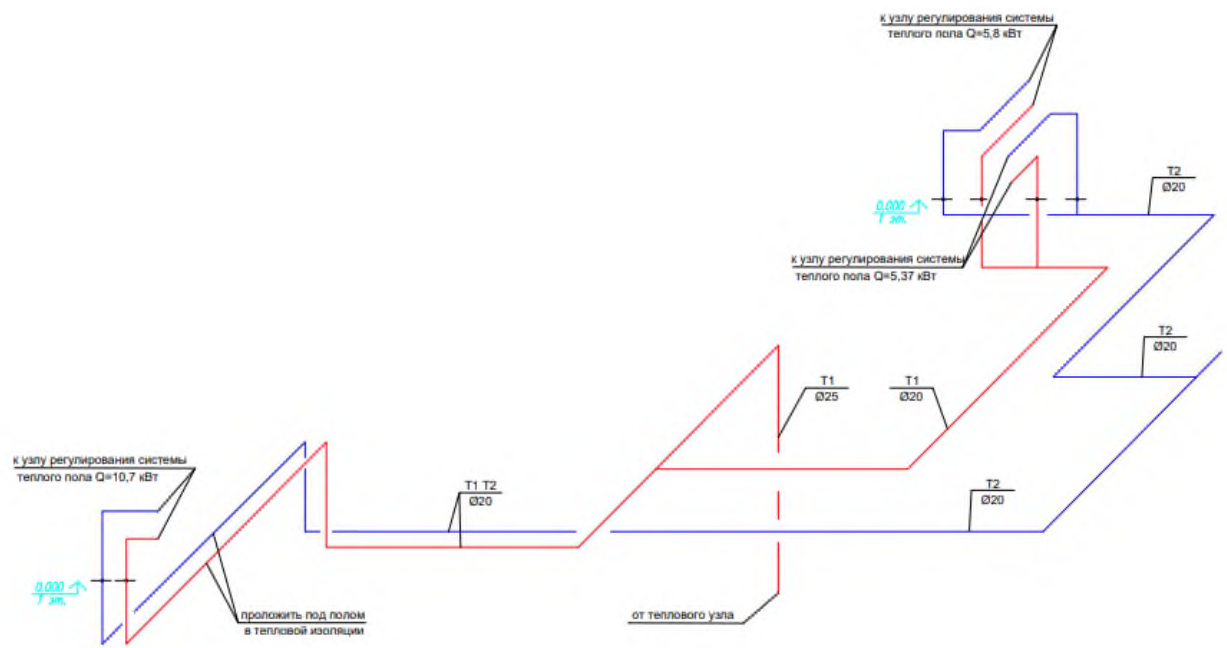 к узлу регулирования системы
теплого пола Q=5,8 кВт
Т2
Ø20
0.000
1 эт.
к узлу регулирования системы
теплого пола Q=5,37 кВт
Т2
Ø20
Т1
Ø25
Т1
Ø20
к узлу регулирования системы
теплого пола Q=10,7 кВт
Т1 Т2
Ø20
Т2
Ø20
0.000
1 эт.
проложить под полом
в тепловой изоляции
от теплового узла